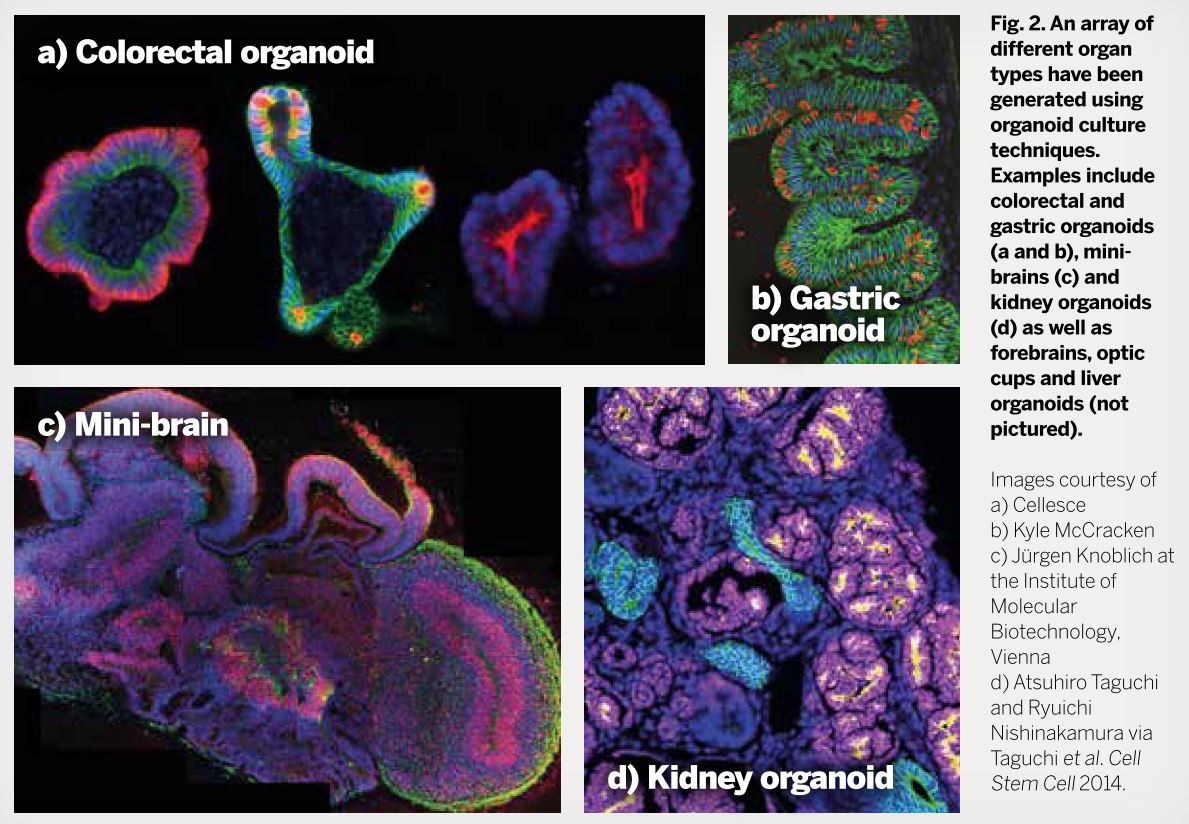 a) Colorectal organoid
b) Gastric
organoid
c) Mini-brain
d) Kidney organoid
Fig. 2. An array of
different organ
types have been
generated using
organoid culture
techniques.
Examples include
colorectal and
gastric organoids
(a and b), mini-
brains (c) and
kidney organoids
(d) as well as
forebrains, optic
cups and liver
organoids (not
pictured).
Images courtesy of
a) Cellesce
b) Kyle McCracken
c) Jürgen Knoblich at
the Institute of
Molecular
Biotechnology,
Vienna
d) Atsuhiro Taguchi
and Ryuichi
Nishinakamura via
Taguchi et al. Cell
Stem Cell 2014.